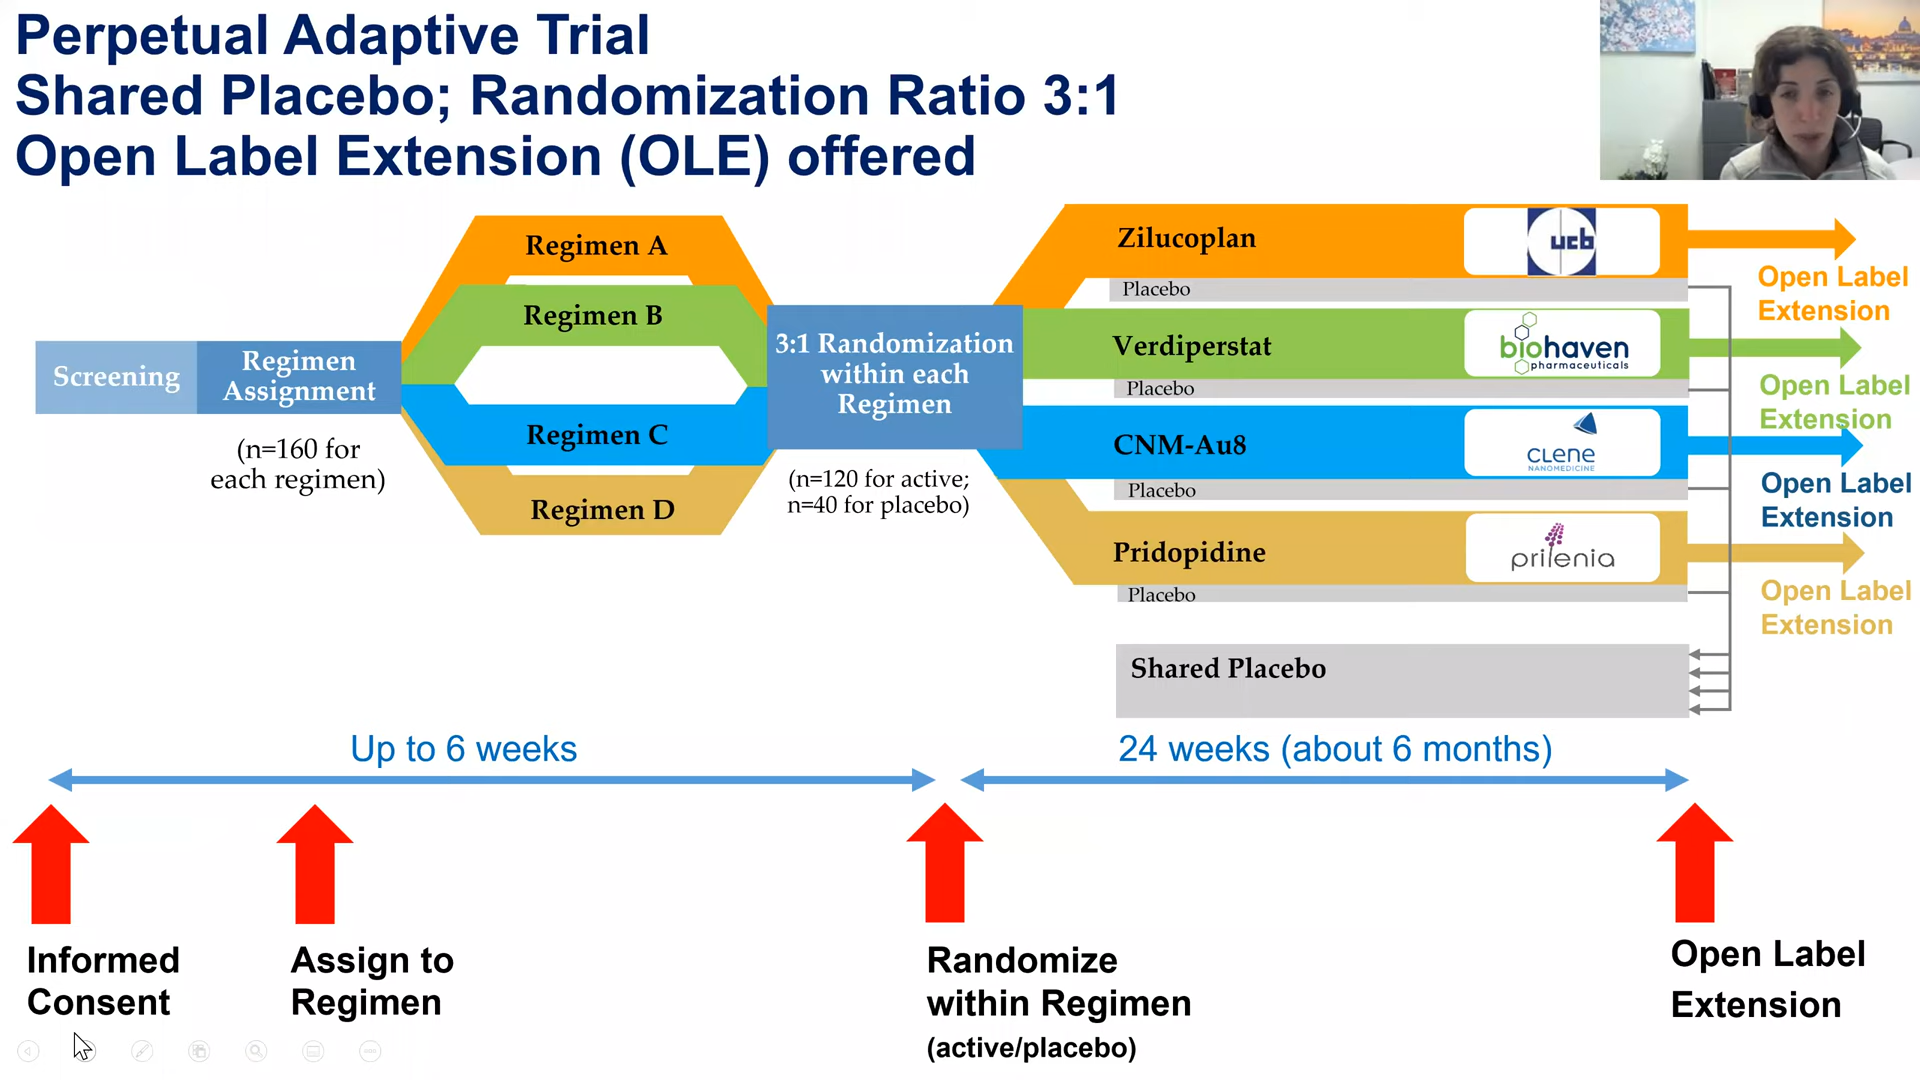 Perpetual Adaptive Trial
Shared Placebo; Randomization Ratio 3:1
Open Label Extension (OLE) offered
Screening
Regimen
Assignment
(n=160 for
each regimen)
Regimen A
Regimen B
Regimen C
Regimen D
3:1 Randomization
within each
Regimen
(n=120 for active;
n=40 for placebo)
Zilucoplan
ucb
Placebo
Open Label
Extension
Verdiperstat
biohaven
pharmaceuticals
Placebo
Open Label
Extension
CNM-Au8
CLENE
NANOMEDICINE
Placebo
Open Label
Extension
Pridopidine
prilenia
Placebo
Open Label
Extension
Shared Placebo
Up to 6 weeks
24 weeks (about 6 months)
Informed
Consent
Assign to
Regimen
Randomize
within Regimen
(active/placebo)
Open Label
Extension